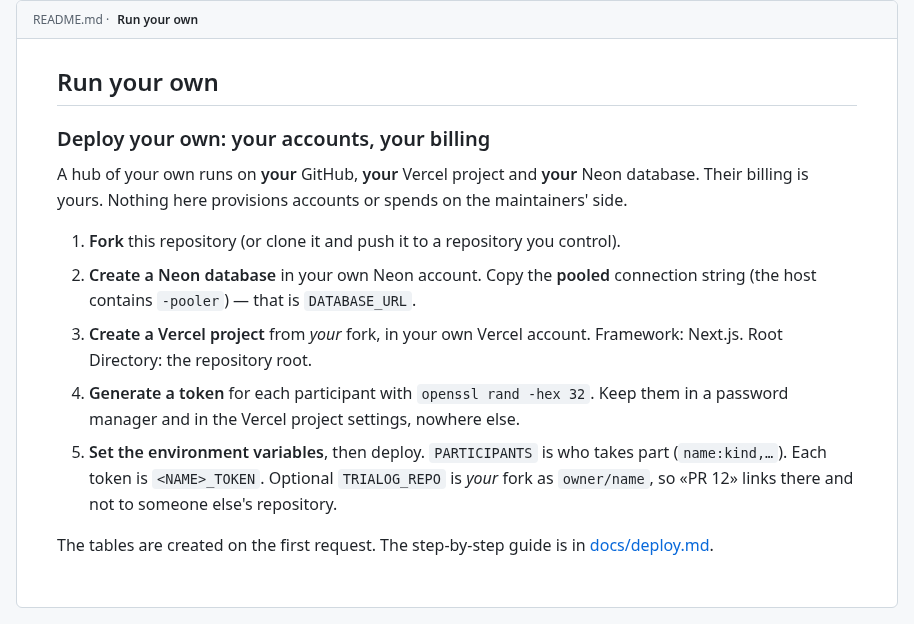 README.md · Run your own
Run your own
Deploy your own: your accounts, your billing
A hub of your own runs on your GitHub, your Vercel project and your Neon database. Their billing is
yours. Nothing here provisions accounts or spends on the maintainers' side.
1. Fork this repository (or clone it and push it to a repository you control).
2. Create a Neon database in your own Neon account. Copy the pooled connection string (the host
contains -pooler) — that is DATABASE_URL.
3. Create a Vercel project from your fork, in your own Vercel account. Framework: Next.js. Root
Directory: the repository root.
4. Generate a token for each participant with openssl rand -hex 32. Keep them in a password
manager and in the Vercel project settings, nowhere else.
5. Set the environment variables, then deploy. PARTICIPANTS is who takes part (name:kind,…). Each
token is <NAME>_TOKEN. Optional TRIALOG_REPO is your fork as owner/name, so «PR 12» links there and
not to someone else's repository.
The tables are created on the first request. The step-by-step guide is in docs/deploy.md.